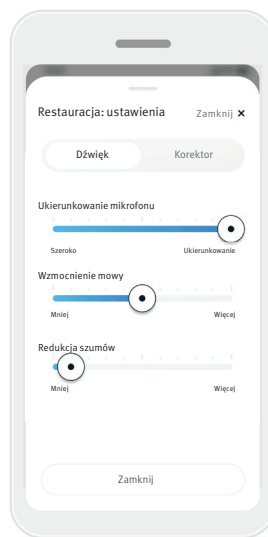 Restauracja: ustawienia Zamknij ✕
Dźwięk Korektor
Ukierunkowanie mikrofonu
Szeroko Ukierunkowanie
Wzmocnienie mowy
Mniej Więcej
Redukcja szumów
Mniej Więcej
Zamknij